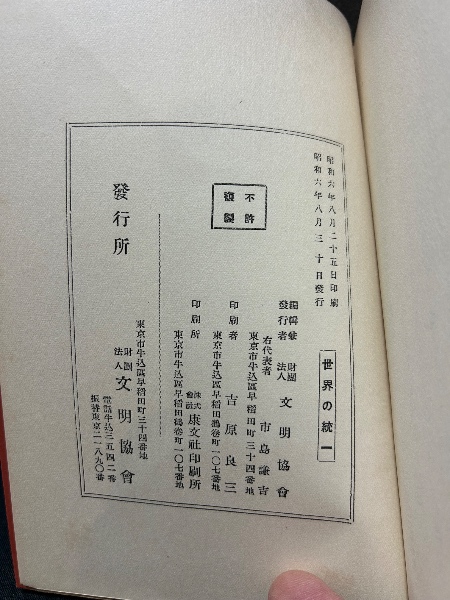 昭和六年八月二十五日印刷
昭和六年八月三十日發行
世界の統一
編輯兼
發行者
財團
法人
文明協會
右代表者
市島謙吉
東京市牛込區早稻田町三十四番地
印刷者
吉原良三
東京市牛込區早稻田鶴卷町一〇七番地
印刷所
株式
會社
康文社印刷所
東京市牛込區早稻田鶴卷町一〇七番地
不許
複製
發行所
東京市牛込區早稻田町三十四番地
財團
法人
文明協會
電話牛込三五四二番
振替東京二一八九〇番